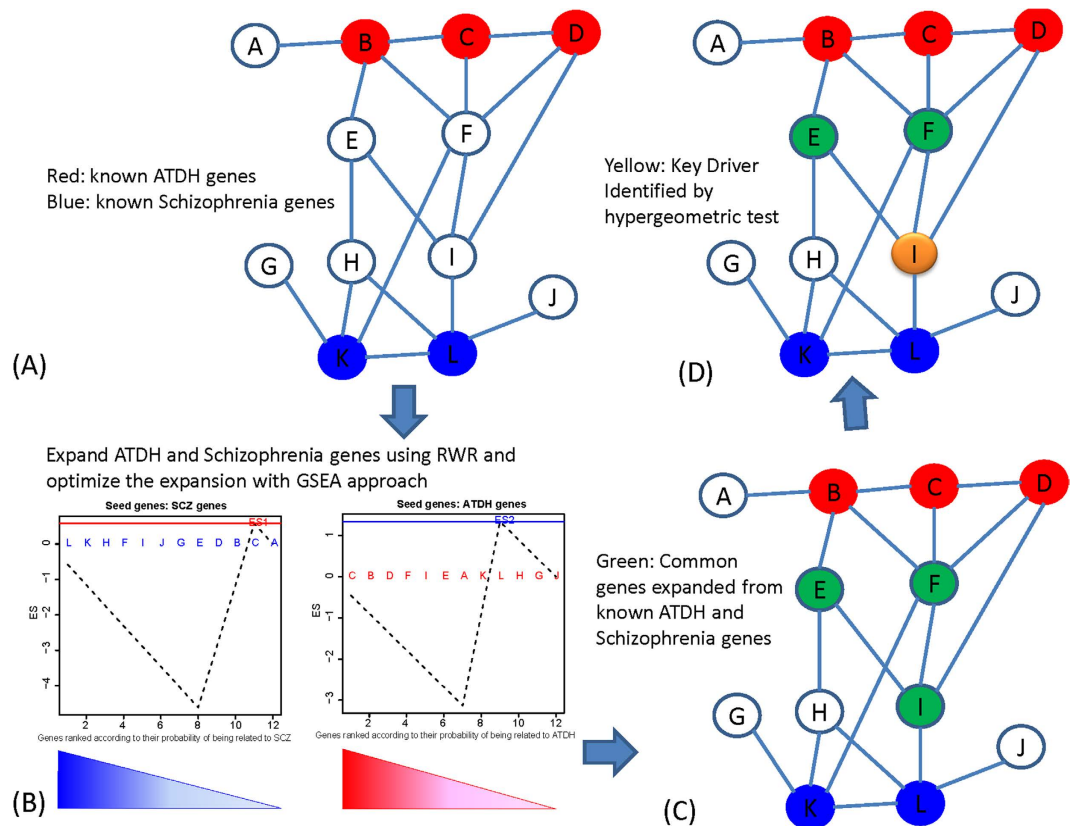 A
B
C
D
E
F
Red: known ATDH genes
Blue: known Schizophrenia genes
G
H
I
J
K
L
(A)
Expand ATDH and Schizophrenia genes using RWR and
optimize the expansion with GSEA approach
Seed genes: SCZ genes
ES1
L K H F I J G E D B C A
ES
0
-1
-2
-3
-4
2 4 6 8 10 12
Genes ranked according to their probability of being related to SCZ
Seed genes: ATDH genes
ES2
C B D F I E A K L H G J
1
0
-1
-2
-3
2 4 6 8 10 12
Genes ranked according to their probability of being related to ATDH
(B)
A
B
C
D
Green: Common
genes expanded from
known ATDH and
Schizophrenia genes
E
F
G
H
I
J
K
L
(C)
A
B
C
D
Yellow: Key Driver
Identified by
hypergeometric test
E
F
G
H
I
J
K
L
(D)